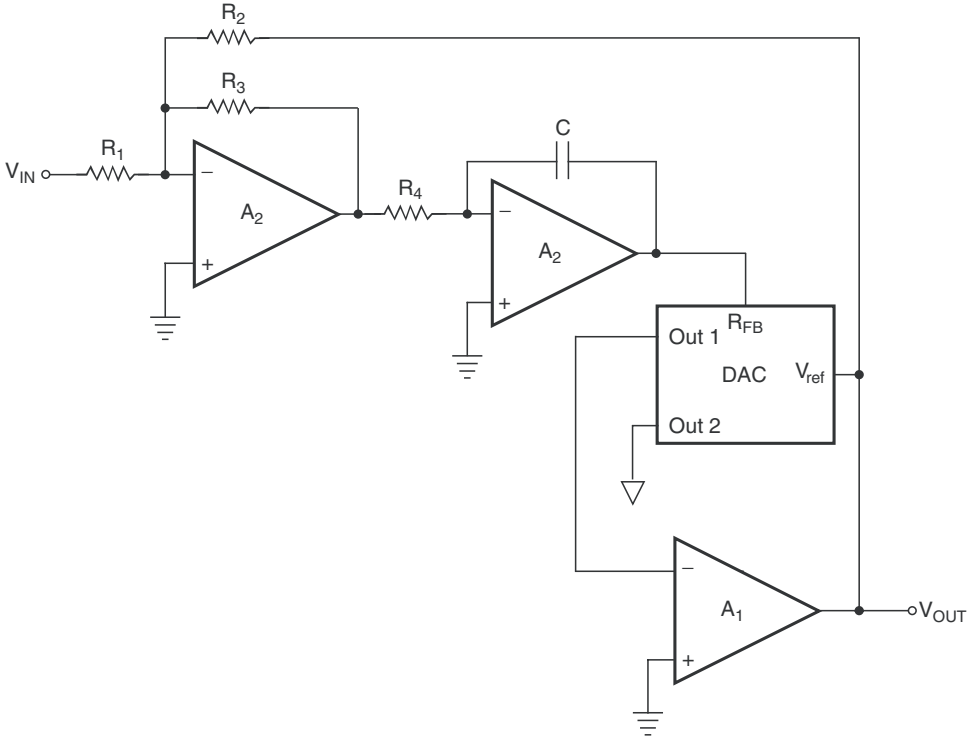 R2
R3
R1
VIN
−
A2
+
R4
C
−
A2
+
RFB
Out 1
DAC
Vref
Out 2
−
A1
+
VOUT